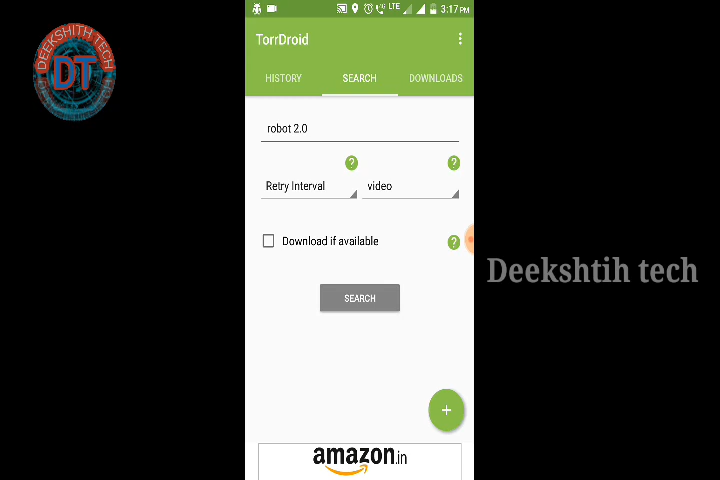 DEEKSHITH TECH
DT
LTE
3:17 PM
TorrDroid
HISTORY
SEARCH
DOWNLOADS
robot 2.0
?
?
Retry Interval
video
Download if available
?
Deekshtih tech
SEARCH
+
amazon.in